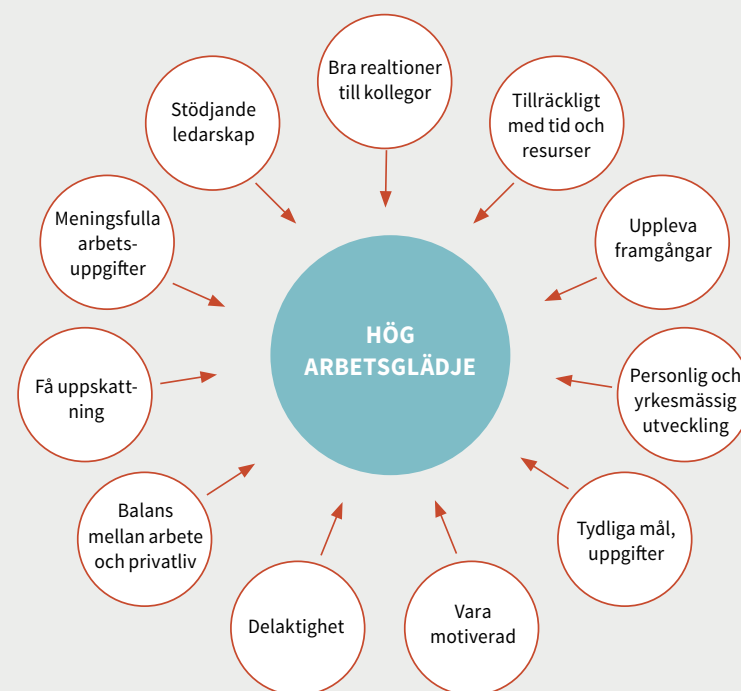 Bra realtioner
till kollegor
Tillräckligt
med tid och
resurser
Uppleva
framgångar
Personlig och
yrkesmässig
utveckling
Tydliga mål,
uppgifter
Vara
motiverad
Delaktighet
Balans
mellan arbete
och privatliv
Få uppskatt-
ning
Meningsfulla
arbets-
uppgifter
Stödjande
ledarskap
HÖG
ARBETSGLÄDJE